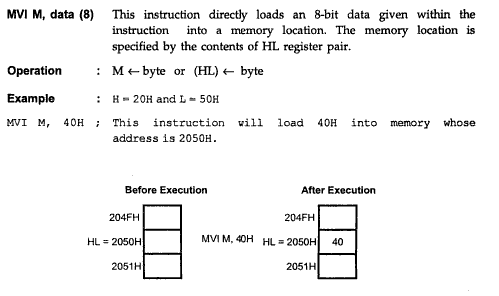 MVI M, data (8) This instruction directly loads an 8-bit data given within the
instruction into a memory location. The memory location is
specified by the contents of HL register pair.
Operation : M ← byte or (HL) ← byte
Example : H = 20H and L = 50H
MVI M, 40H ; This instruction will load 40H into memory whose
address is 2050H.
Before Execution After Execution
204FH 204FH
HL = 2050H MVI M, 40H HL = 2050H 40
2051H 2051H